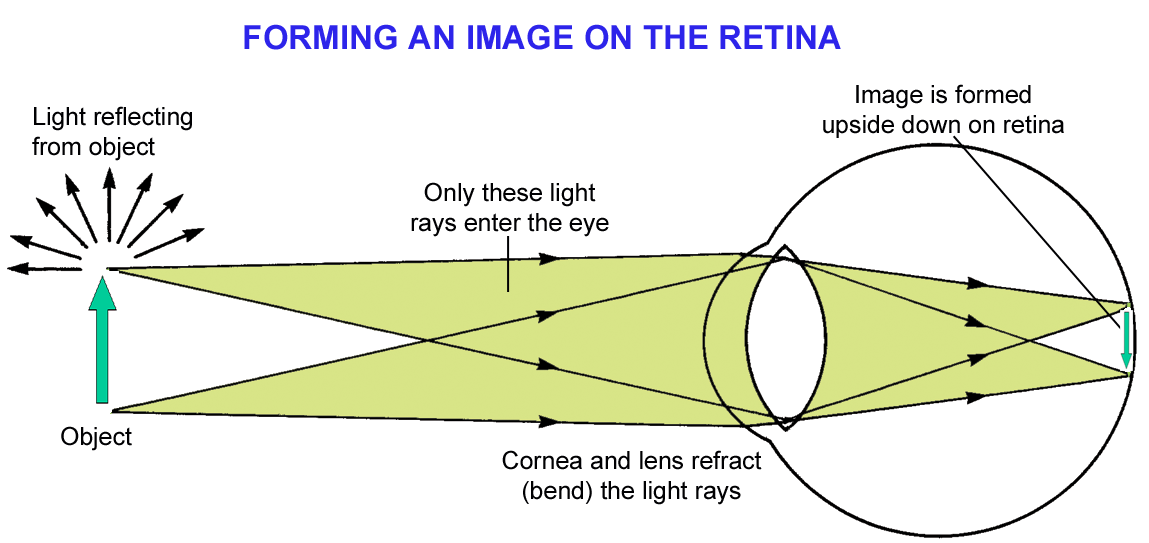 FORMING AN IMAGE ON THE RETINA
Light reflecting
from object
Image is formed
upside down on retina
Only these light
rays enter the eye
Object
Cornea and lens refract
(bend) the light rays